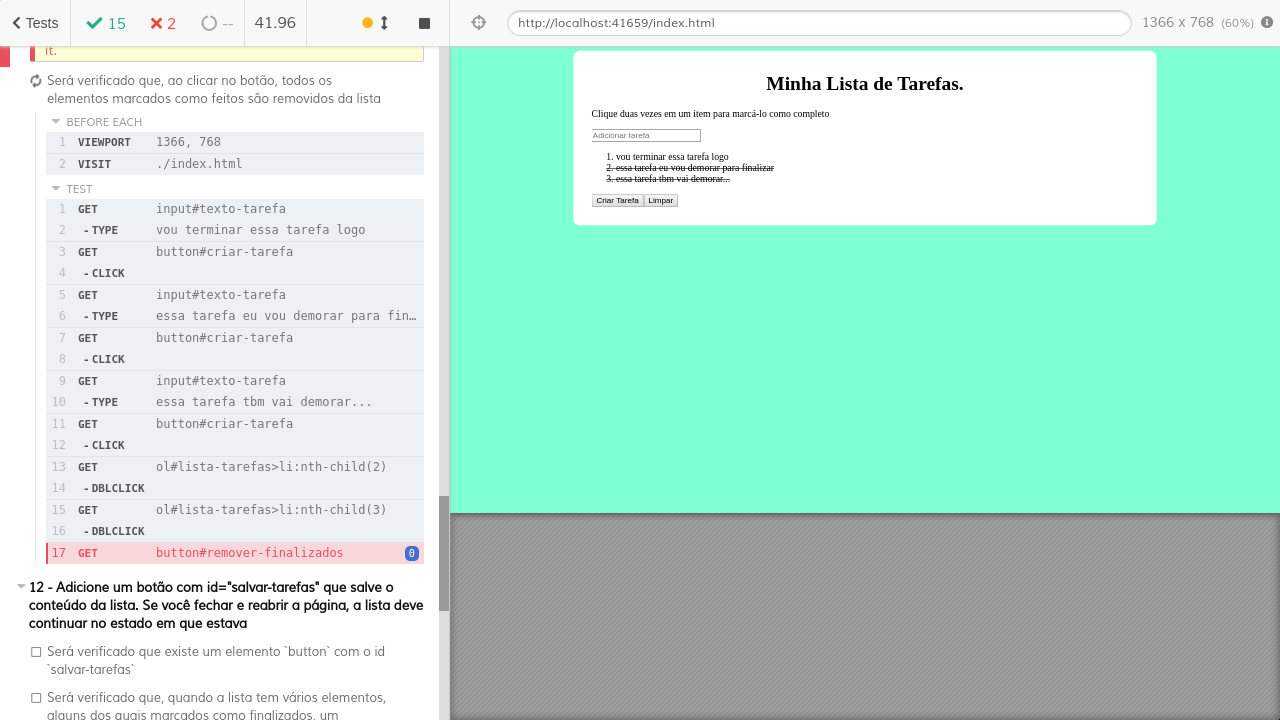 Tests 15 2 -- 41.96 http://localhost:41659/index.html 1366 x 768 (60%)
it.
Será verificado que, ao clicar no botão, todos os
elementos marcados como feitos são removidos da lista
BEFORE EACH
1 VIEWPORT 1366, 768
2 VISIT ./index.html
TEST
1 GET input#texto-tarefa
2 -TYPE vou terminar essa tarefa logo
3 GET button#criar-tarefa
4 -CLICK
5 GET input#texto-tarefa
6 -TYPE essa tarefa eu vou demorar para fin…
7 GET button#criar-tarefa
8 -CLICK
9 GET input#texto-tarefa
10 -TYPE essa tarefa tbm vai demorar...
11 GET button#criar-tarefa
12 -CLICK
13 GET ol#lista-tarefas>li:nth-child(2)
14 -DBLCLICK
15 GET ol#lista-tarefas>li:nth-child(3)
16 -DBLCLICK
17 GET button#remover-finalizados 0
12 - Adicione um botão com id="salvar-tarefas" que salve o
conteúdo da lista. Se você fechar e reabrir a página, a lista deve
continuar no estado em que estava
Será verificado que existe um elemento `button` com o id
`salvar-tarefas`
Será verificado que, quando a lista tem vários elementos,
alguns dos quais marcados como finalizados, um
Minha Lista de Tarefas.
Clique duas vezes em um item para marcá-lo como completo
Adicionar tarefa
1. vou terminar essa tarefa logo
2. essa tarefa eu vou demorar para finalizar
3. essa tarefa tbm vai demorar...
Criar Tarefa Limpar